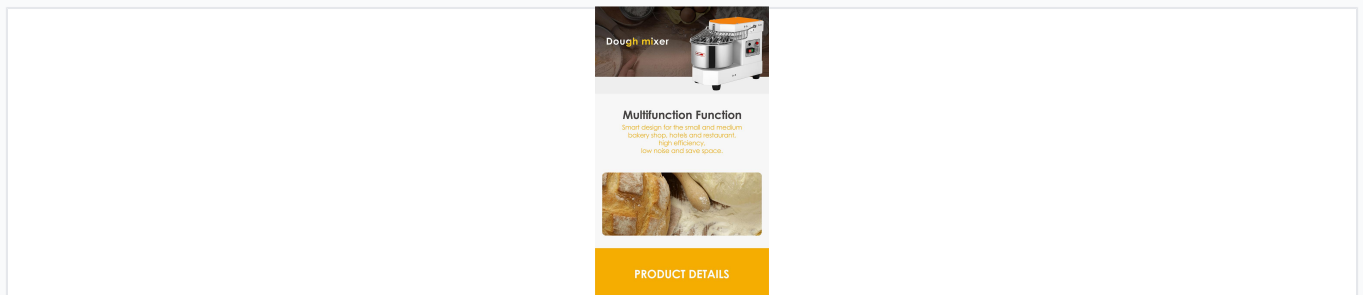 Dough mixer
Multifunction Function
Smart design for the small and medium
bakery shop, hotels and restaurant.
high efficiency.
low noise and save space.
PRODUCT DETAILS